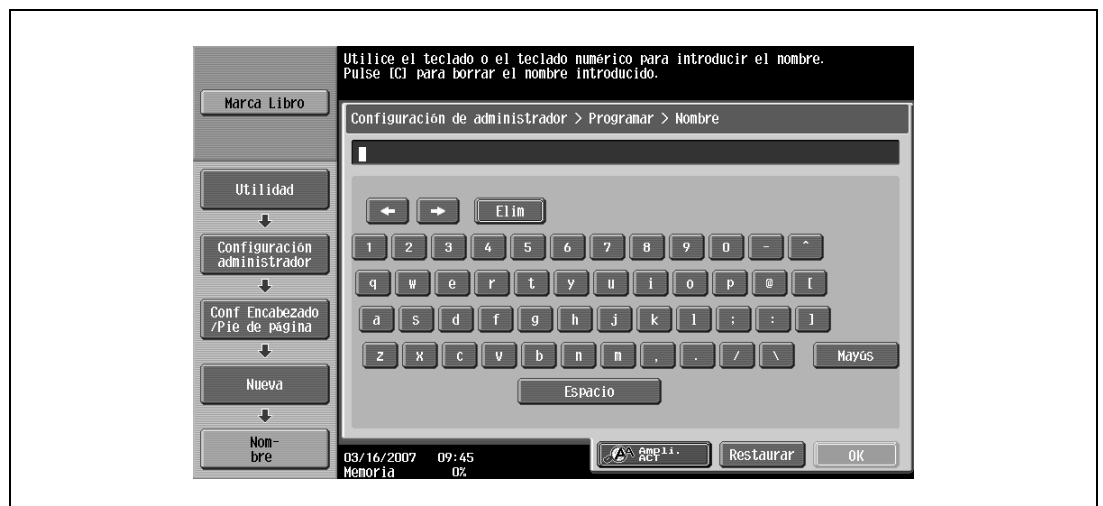 Utilice el teclado o el teclado numérico para introducir el nombre.
Pulse [C] para borrar el nombre introducido.
Marca Libro
Configuración de administrador > Programar > Nombre
Utilidad
Elim
1 2 3 4 5 6 7 8 9 0 - ^
Configuración
administrador
q w e r t y u i o p @ [
Conf Encabezado
/Pie de página
a s d f g h j k l ; : ]
z x c v b n m , . / \ Mayús
Nueva
Espacio
Nom-
bre
Ampli.
ACT
Restaurar
OK
03/16/2007 09:45
Memoria 0%